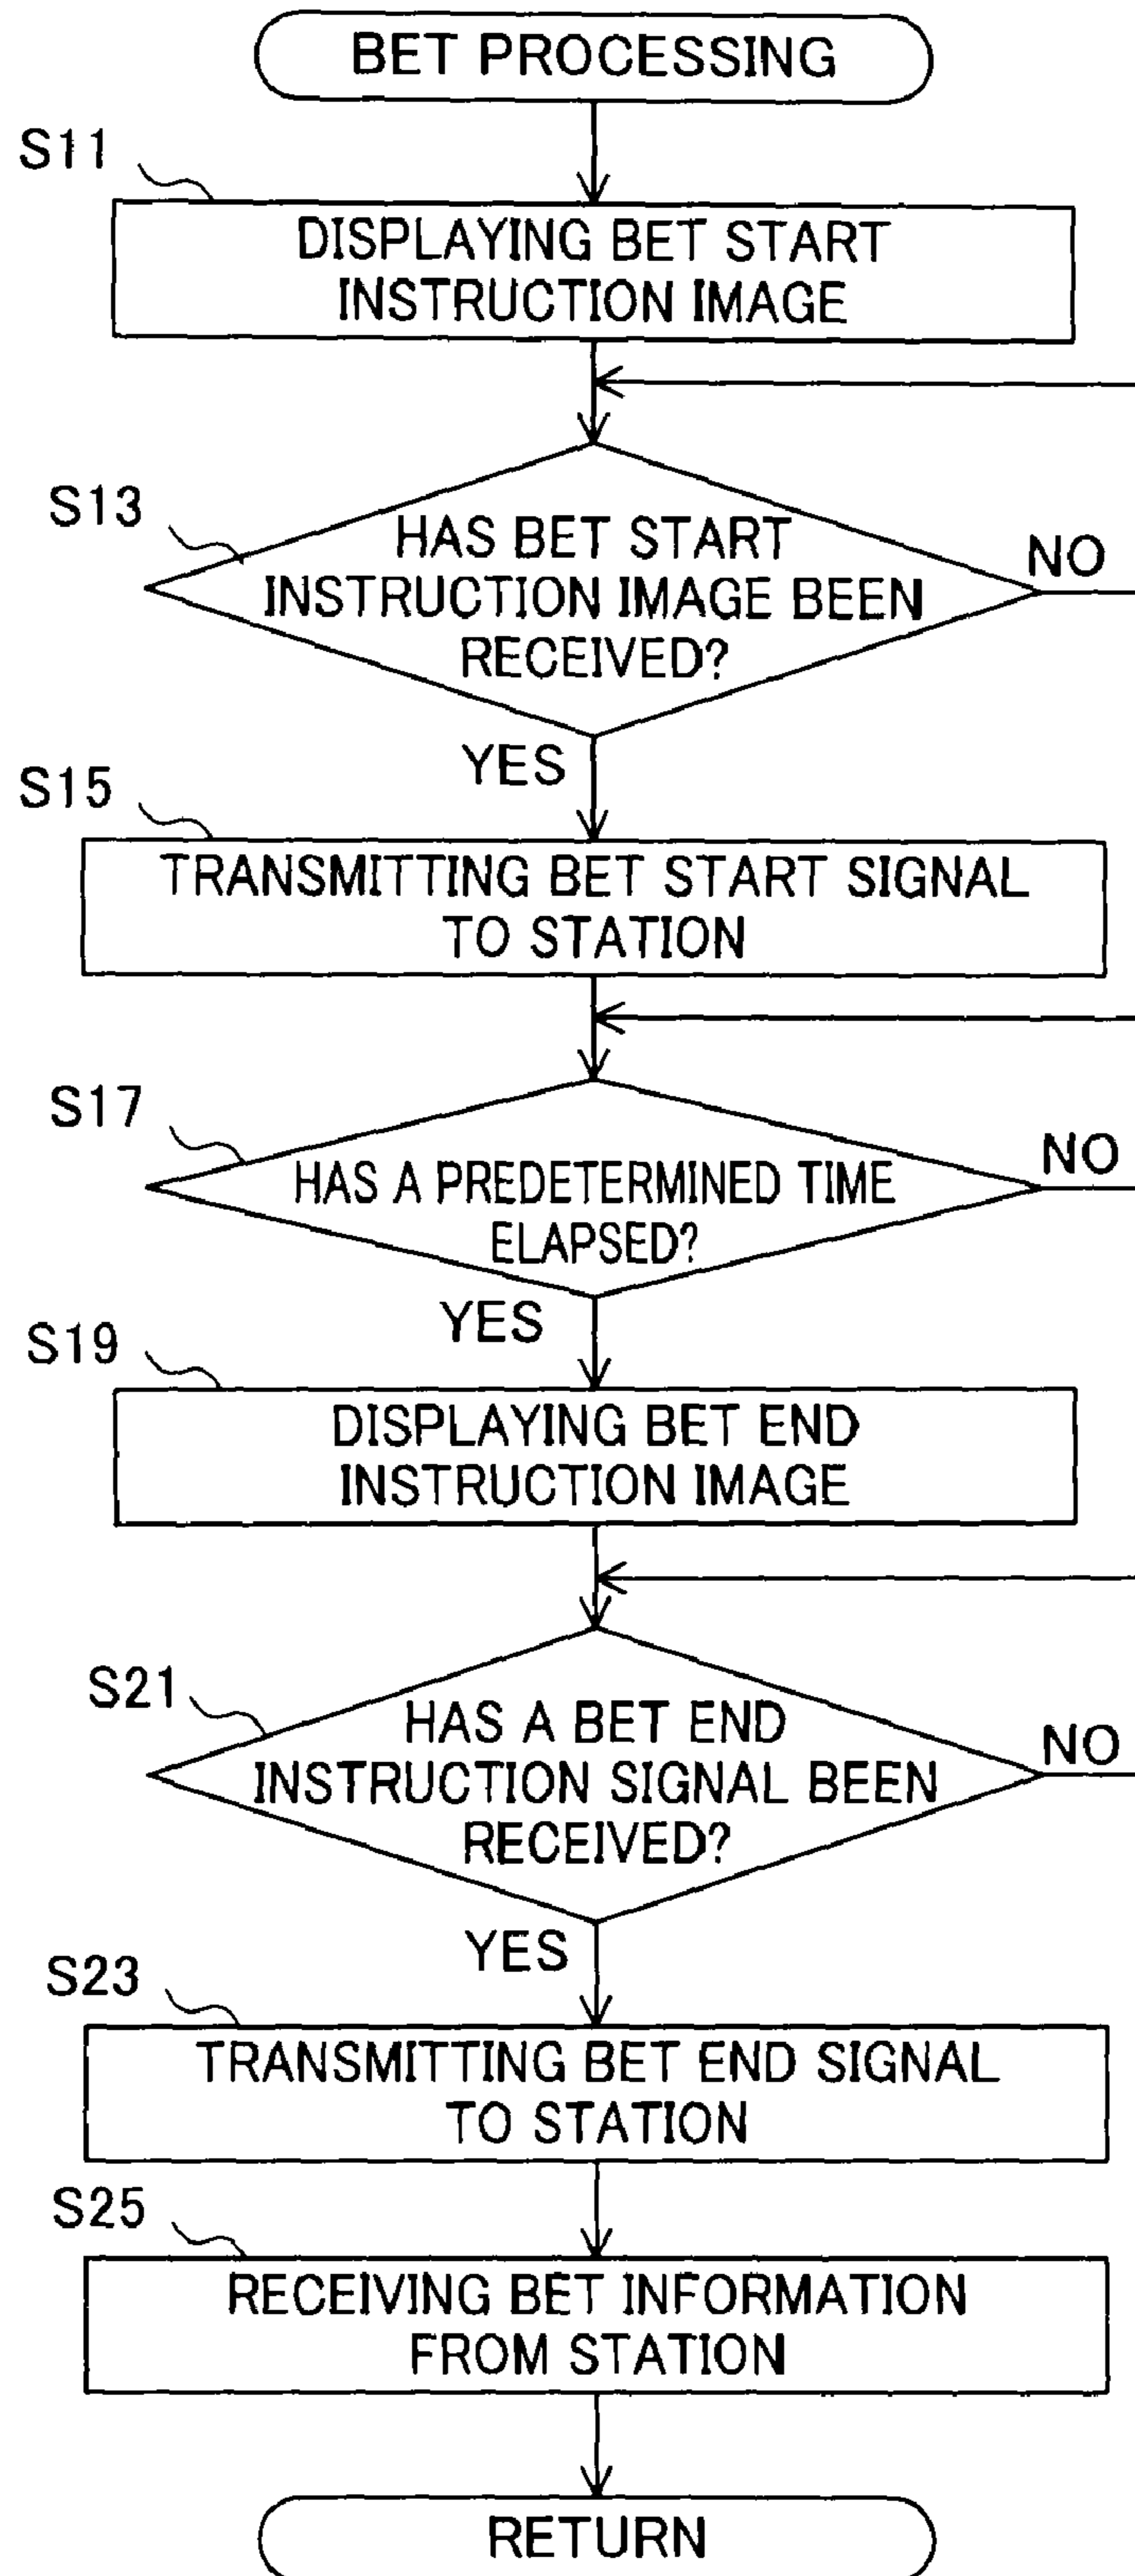 BET PROCESSING
S11
DISPLAYING BET START
INSTRUCTION IMAGE
S13
HAS BET START
INSTRUCTION IMAGE BEEN
RECEIVED?
NO
YES
S15
TRANSMITTING BET START SIGNAL
TO STATION
S17
HAS A PREDETERMINED TIME
ELAPSED?
NO
YES
S19
DISPLAYING BET END
INSTRUCTION IMAGE
S21
HAS A BET END
INSTRUCTION SIGNAL BEEN
RECEIVED?
NO
YES
S23
TRANSMITTING BET END SIGNAL
TO STATION
S25
RECEIVING BET INFORMATION
FROM STATION
RETURN